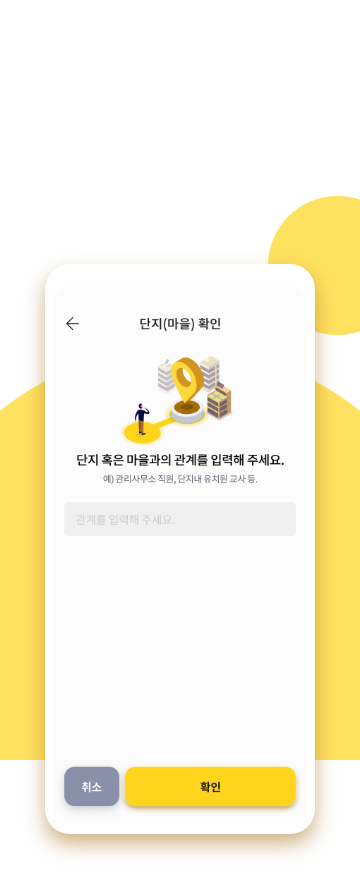 단지(마을) 확인
단지 혹은 마을과의 관계를 입력해 주세요.
예) 관리사무소 직원, 단지내 유치원 교사 등.
관계를 입력해 주세요.
취소
확인